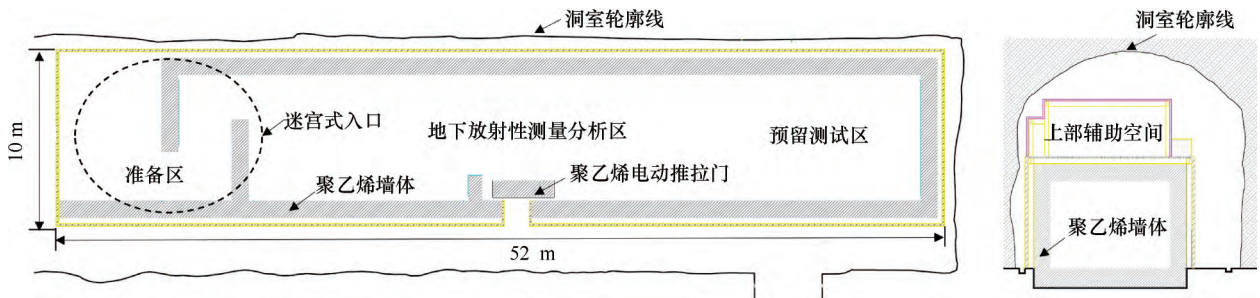 洞室轮廓线
10 m
迷宫式入口
地下放射性测量分析区
预留测试区
准备区
聚乙烯墙体
聚乙烯电动推拉门
52 m
洞室轮廓线
上部辅助空间
聚乙烯墙体